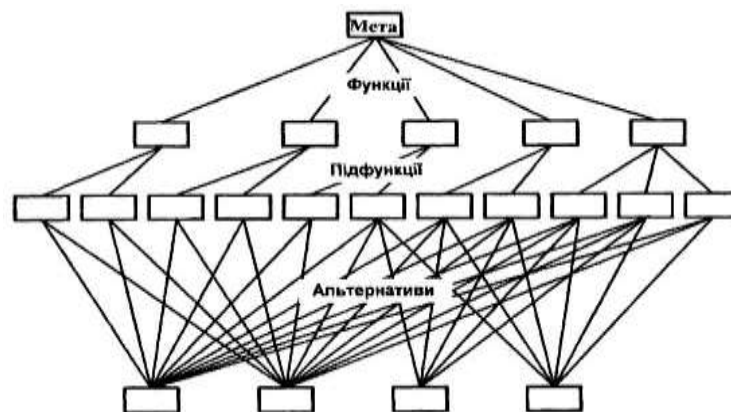 Мета
Функції
Підфункції
Альтернативи